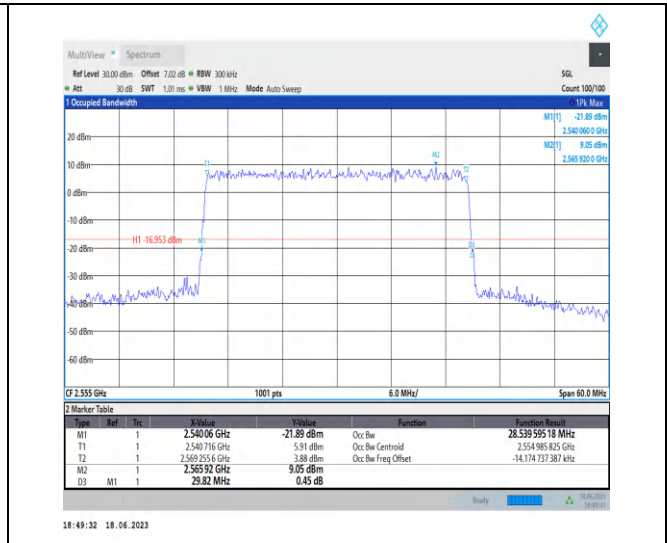 MultiView Spectrum
Ref Level 30.00 dBm Offset 7.02 dB RBW 300 kHz SGL
Att 30 dB SWT 1.01 ms VBW 1 MHz Mode Auto Sweep Count 100/100
1 Occupied Bandwidth 1Pk Max
M1[1] -21.89 dBm
2.540 060 0 GHz
M2[1] 9.05 dBm
2.565 920 0 GHz
20 dBm
10 dBm
0 dBm
-10 dBm
-20 dBm
-30 dBm
-40 dBm
-50 dBm
-60 dBm
H1 -16.953 dBm
T1
M2
T2
M1
D3
CF 2.555 GHz 1001 pts 6.0 MHz/ Span 60.0 MHz
2 Marker Table
Type Ref Trc X-Value Y-Value Function Function Result
M1 1 2.54006 GHz -21.89 dBm Occ Bw 28.539 595 18 MHz
T1 1 2.540 716 GHz 5.91 dBm Occ Bw Centroid 2.554 985 825 GHz
T2 1 2.569 255 6 GHz 3.88 dBm Occ Bw Freq Offset -14.174 737 387 kHz
M2 1 2.56592 GHz 9.05 dBm
D3 M1 1 29.82 MHz 0.45 dB
Ready 18.06.2023
18:49:32 18.06.2023